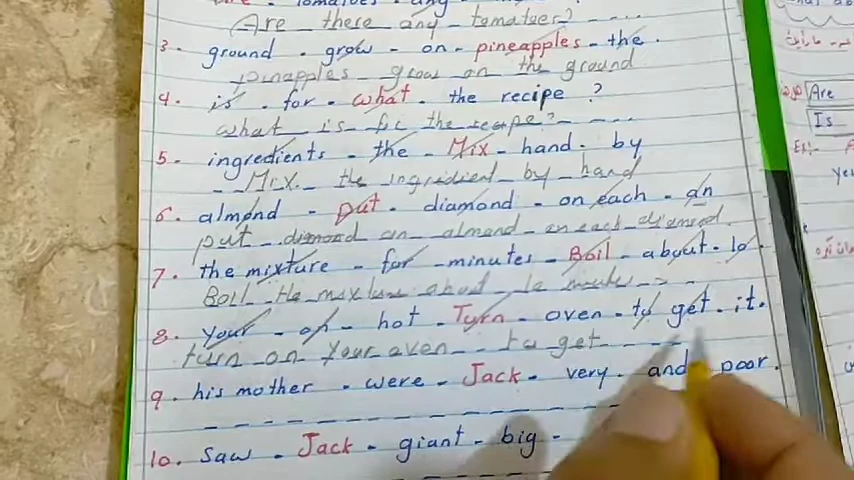 Are there any tomatoes?
3. ground - grow - on - pineapples - the.
pinapples grow on the ground
4. is - for - what - the recipe?
what is for the recipe?
5. ingredients - the - Mix - hand - by
Mix the ingredient by hand
6. almond - put - diamond - on each - an
put diamond an almond on each diamond
7. the mixture - for - minutes - Boil - about - 10
Boil the mixture about 10
8. your - on - hot - Turn - oven - to get it.
turn on your oven to get
9. his mother - were - Jack - very - and poor
10. Saw - Jack - giant - big
Are
Is